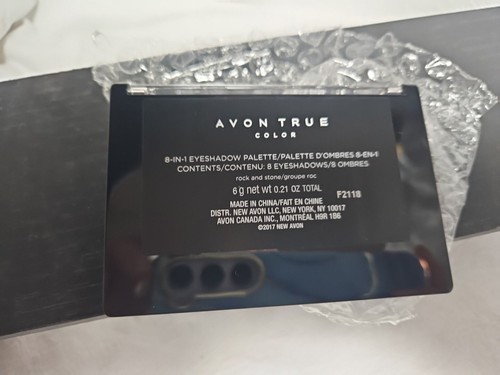 AVON TRUE
COLOR
8-IN-1 EYESHADOW PALETTE/PALETTE D'OMBRES 8-EN-1
CONTENTS/CONTENU: 8 EYESHADOWS/8 OMBRES
rock and stone/groupe roc
6 g net wt 0.21 OZ TOTAL
F2118
MADE IN CHINA/FAIT EN CHINE
DISTR. NEW AVON LLC, NEW YORK, NY 10017
AVON CANADA INC., MONTRÉAL H9R 1B6
©2017 NEW AVON